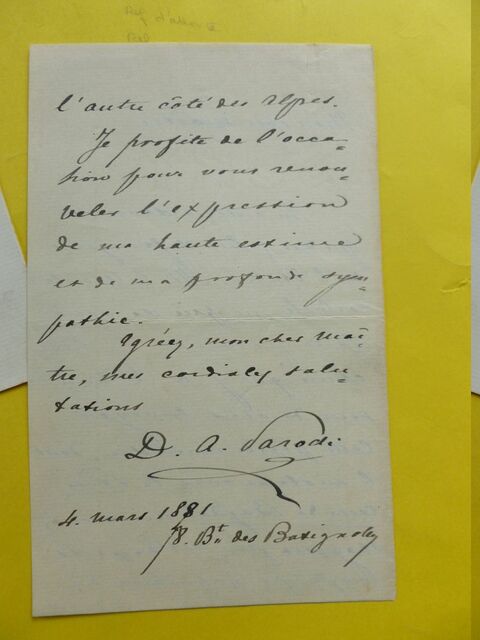 l'autre côté des Alpes.
Je profite de l'occa-
sion pour vous renou-
veler l'expression
de ma haute estime
et de ma profonde sym-
pathie.
Agréez, mon cher maî-
tre, mes cordiales salu-
tations
D. A. Parodi
4 mars 1881
Bt. des Batignolles